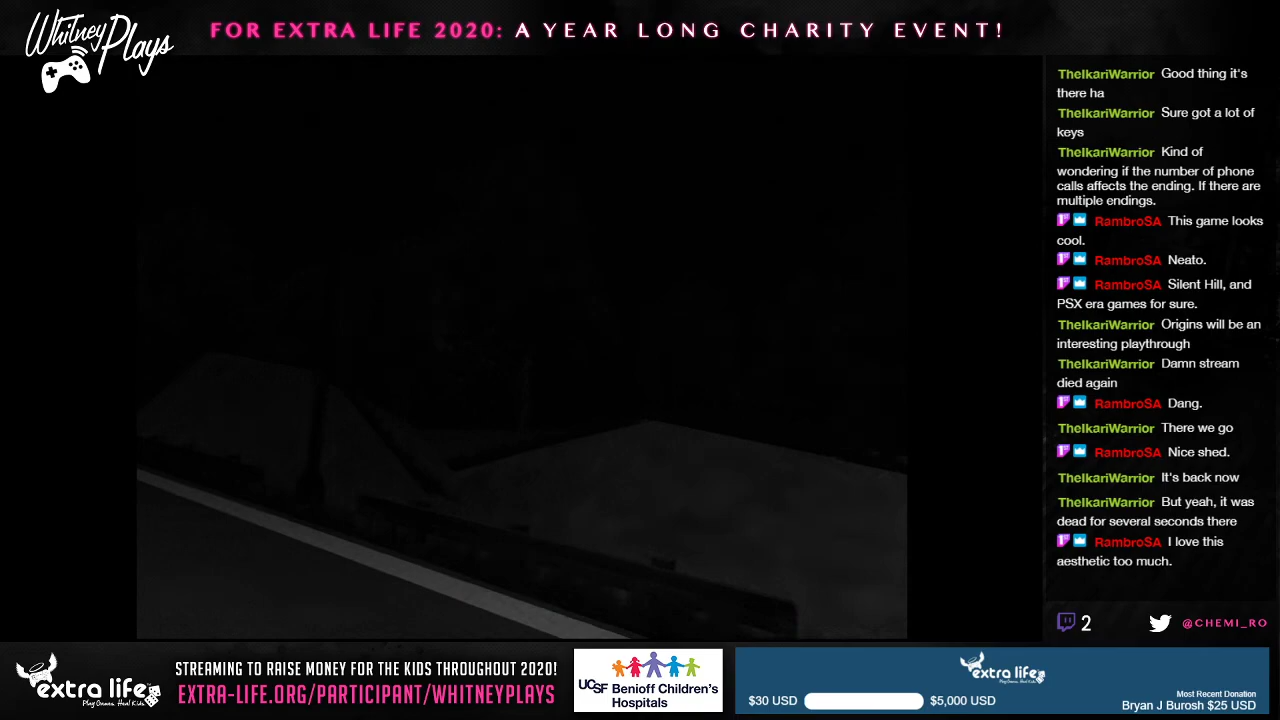 Whitney Plays
FOR EXTRA LIFE 2020: A YEAR LONG CHARITY EVENT!
TheIkariWarrior Good thing it's
there ha
TheIkariWarrior Sure got a lot of
keys
TheIkariWarrior Kind of
wondering if the number of phone
calls affects the ending. If there are
multiple endings.
RambroSA This game looks
cool.
RambroSA Neato.
RambroSA Silent Hill, and
PSX era games for sure.
TheIkariWarrior Origins will be an
interesting playthrough
TheIkariWarrior Damn stream
died again
RambroSA Dang.
TheIkariWarrior There we go
RambroSA Nice shed.
TheIkariWarrior It's back now
TheIkariWarrior But yeah, it was
dead for several seconds there
RambroSA I love this
aesthetic too much.
2
@CHEMI_RO
extra life
Play Games. Heal Kids.
STREAMING TO RAISE MONEY FOR THE KIDS THROUGHOUT 2020!
EXTRA-LIFE.ORG/PARTICIPANT/WHITNEYPLAYS
UCSF Benioff Children's
Hospitals
extra life
Play Games. Heal Kids.
$30 USD
$5,000 USD
Most Recent Donation
Bryan J Burosh $25 USD